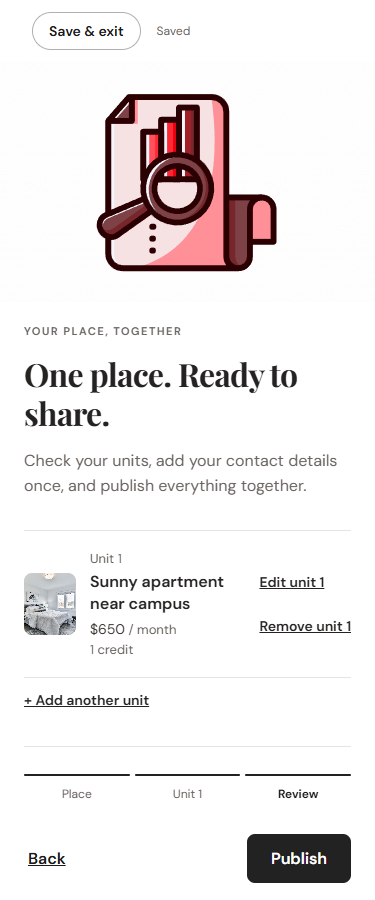 Save & exit
Saved
YOUR PLACE, TOGETHER
One place. Ready to
share.
Check your units, add your contact details
once, and publish everything together.
Unit 1
Sunny apartment
near campus
$650 / month
1 credit
Edit unit 1
Remove unit 1
+ Add another unit
Place
Unit 1
Review
Back
Publish